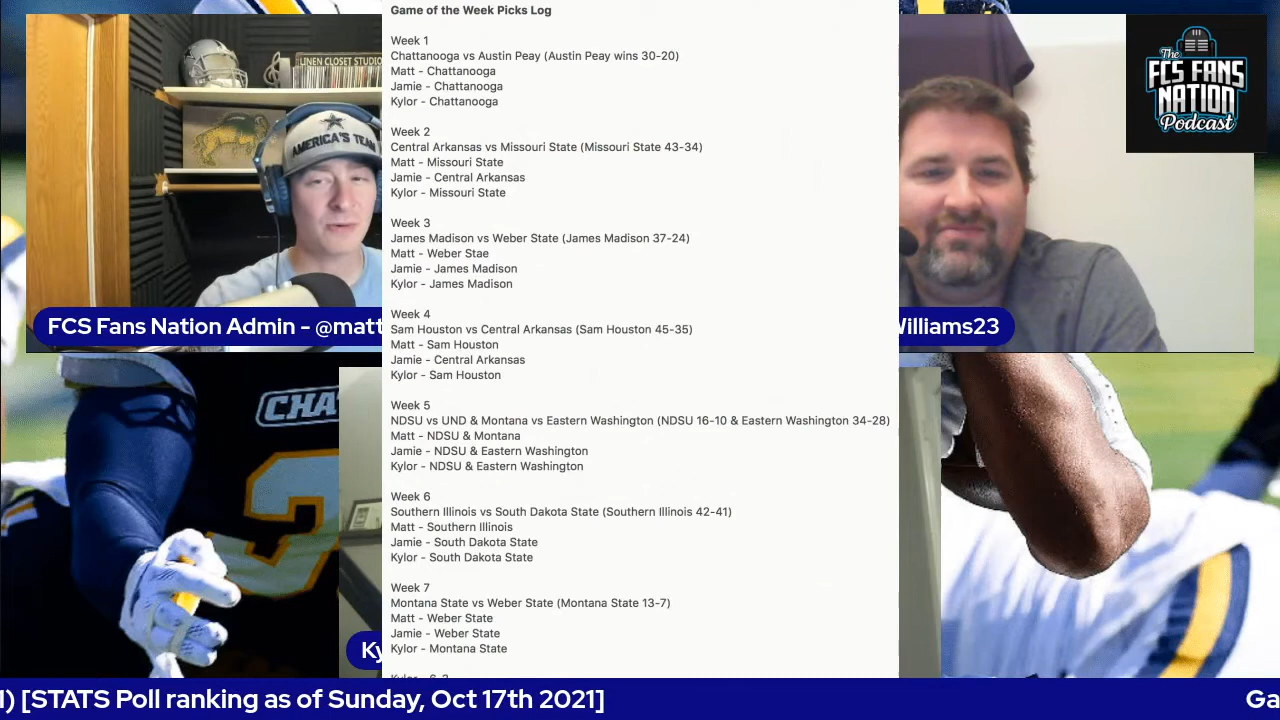 Game of the Week Picks Log
Week 1
Chattanooga vs Austin Peay (Austin Peay wins 30-20)
Matt - Chattanooga
Jamie - Chattanooga
Kylor - Chattanooga
Week 2
Central Arkansas vs Missouri State (Missouri State 43-34)
Matt - Missouri State
Jamie - Central Arkansas
Kylor - Missouri State
Week 3
James Madison vs Weber State (James Madison 37-24)
Matt - Weber Stae
Jamie - James Madison
Kylor - James Madison
Week 4
Sam Houston vs Central Arkansas (Sam Houston 45-35)
Matt - Sam Houston
Jamie - Central Arkansas
Kylor - Sam Houston
Week 5
NDSU vs UND & Montana vs Eastern Washington (NDSU 16-10 & Eastern Washington 34-28)
Matt - NDSU & Montana
Jamie - NDSU & Eastern Washington
Kylor - NDSU & Eastern Washington
Week 6
Southern Illinois vs South Dakota State (Southern Illinois 42-41)
Matt - Southern Illinois
Jamie - South Dakota State
Kylor - South Dakota State
Week 7
Montana State vs Weber State (Montana State 13-7)
Matt - Weber State
Jamie - Weber State
Kylor - Montana State
LINEN CLOSET STUDIO
AMERICA'S TEAM
The
FCS FANS
NATION
Podcast
FCS Fans Nation Admin - @matt
Williams23
CHA
Ky
1) [STATS Poll ranking as of Sunday, Oct 17th 2021]
Ga